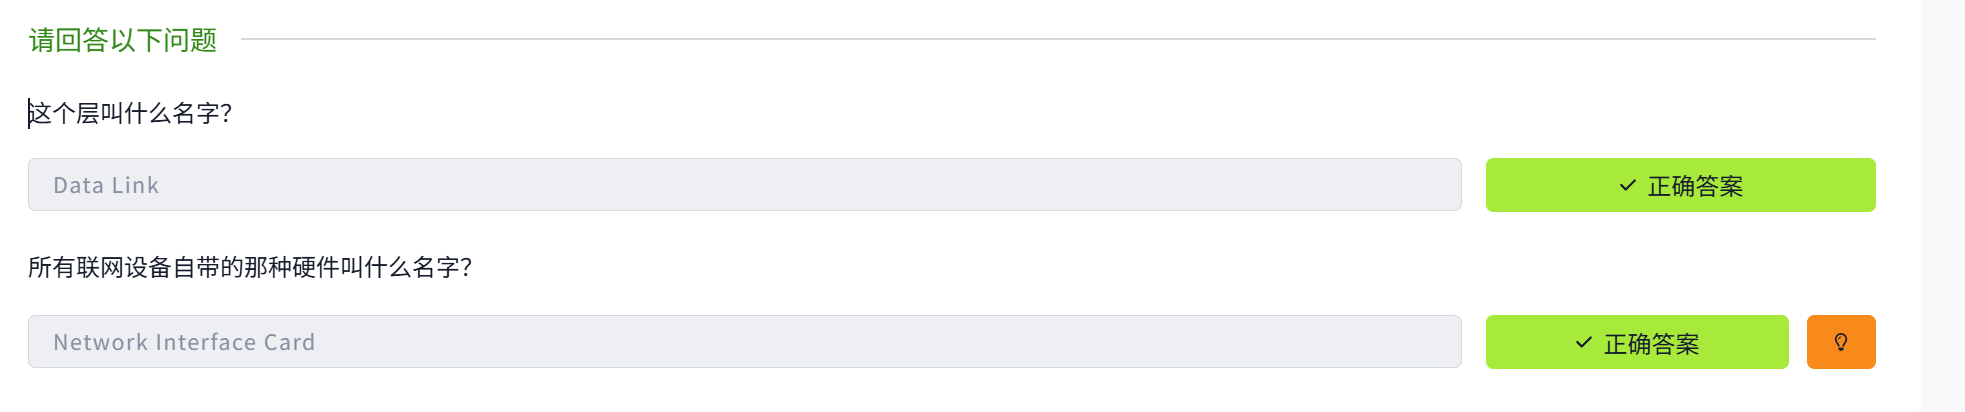 请回答以下问题
这个层叫什么名字？
Data Link
正确答案
所有联网设备自带的那种硬件叫什么名字？
Network Interface Card
正确答案